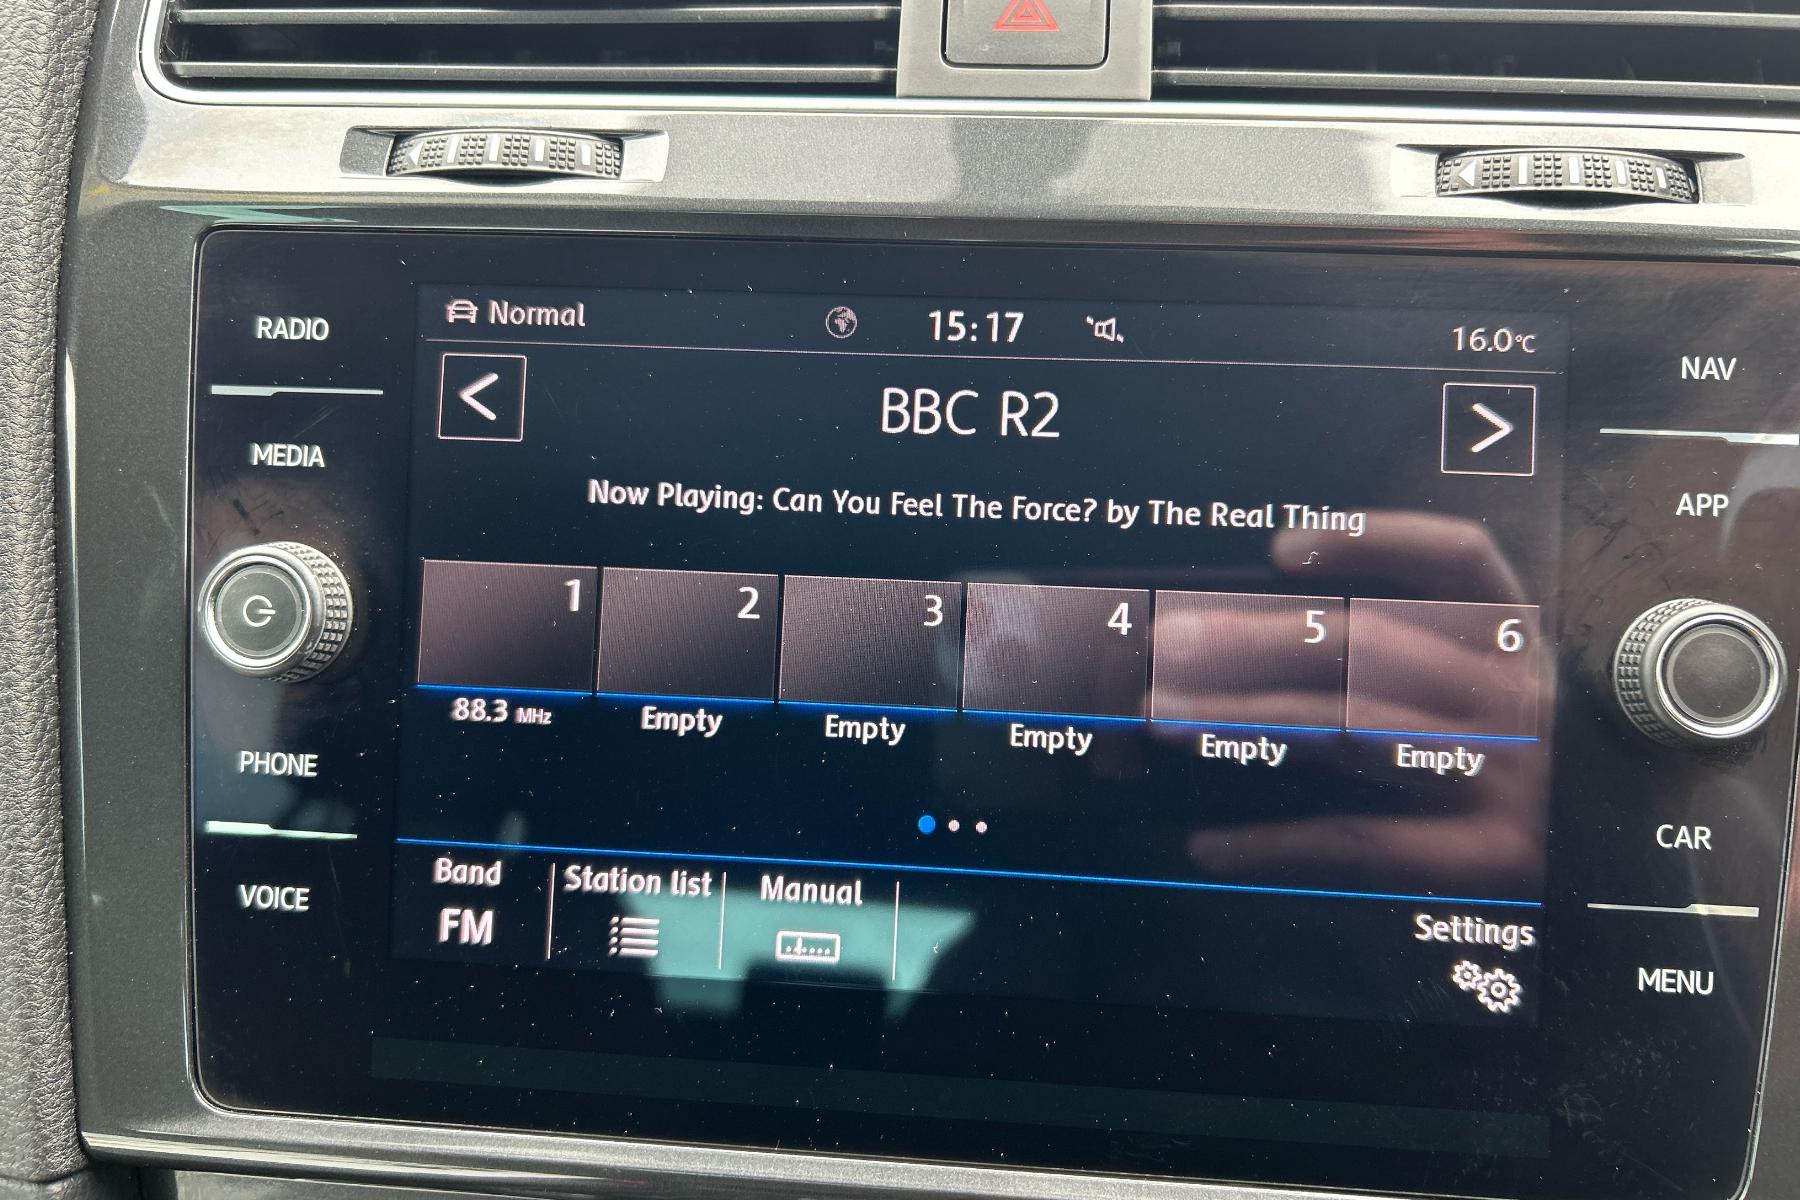 Normal 15:17 16.0°C
RADIO
NAV
BBC R2
MEDIA
APP
Now Playing: Can You Feel The Force? by The Real Thing
1 2 3 4 5 6
88.3 MHz Empty Empty Empty Empty Empty
PHONE
CAR
VOICE
Band Station list Manual
FM
Settings
MENU